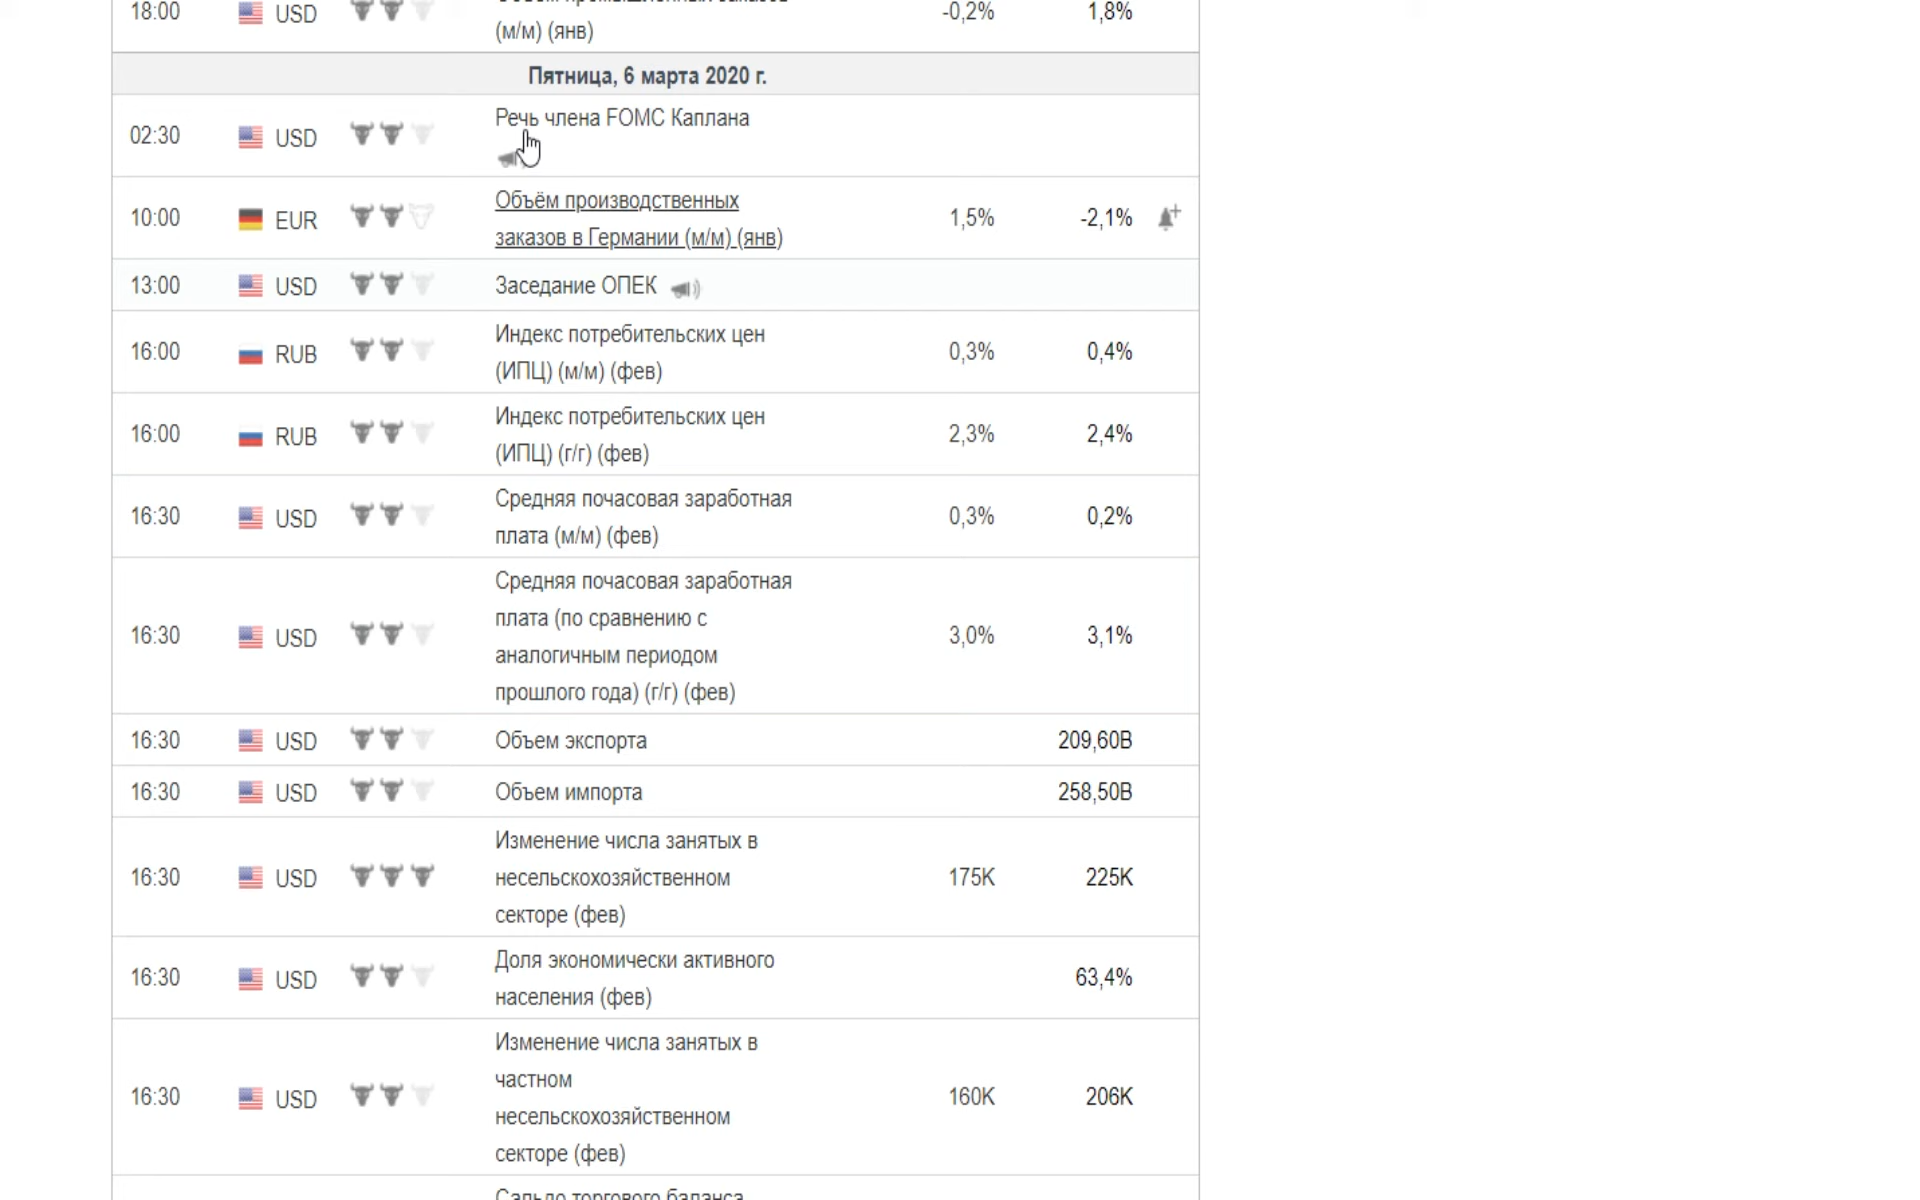 18:00 USD -0,2% 1,8%
(м/м) (янв)
Пятница, 6 марта 2020 г.
02:30 USD Речь члена FOMC Каплана
10:00 EUR Объём производственных 1,5% -2,1%
заказов в Германии (м/м) (янв)
13:00 USD Заседание ОПЕК
16:00 RUB Индекс потребительских цен 0,3% 0,4%
(ИПЦ) (м/м) (фев)
16:00 RUB Индекс потребительских цен 2,3% 2,4%
(ИПЦ) (г/г) (фев)
16:30 USD Средняя почасовая заработная 0,3% 0,2%
плата (м/м) (фев)
16:30 USD Средняя почасовая заработная 3,0% 3,1%
плата (по сравнению с
аналогичным периодом
прошлого года) (г/г) (фев)
16:30 USD Объем экспорта 209,60B
16:30 USD Объем импорта 258,50B
16:30 USD Изменение числа занятых в 175K 225K
несельскохозяйственном
секторе (фев)
16:30 USD Доля экономически активного 63,4%
населения (фев)
16:30 USD Изменение числа занятых в 160K 206K
частном
несельскохозяйственном
секторе (фев)
Сальдо торгового баланса